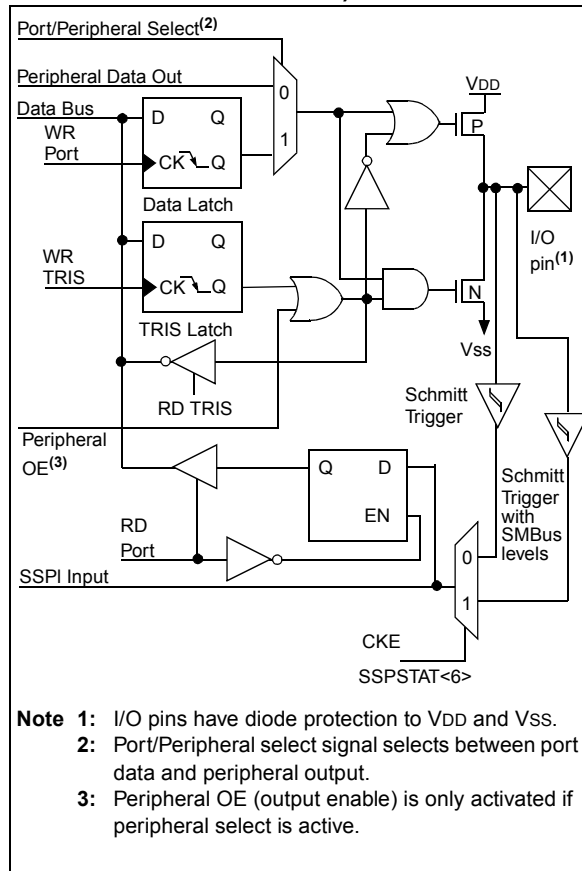 Port/Peripheral Select(2)
Peripheral Data Out
Data Bus
WR
Port
D Q
CK Q
Data Latch
0
1
VDD
P
I/O
pin(1)
WR
TRIS
D Q
CK Q
TRIS Latch
N
Vss
RD TRIS
Peripheral
OE(3)
Schmitt
Trigger
Schmitt
Trigger
with
SMBus
levels
Q D
EN
RD
Port
SSPI Input
0
1
CKE
SSPSTAT<6>
Note 1: I/O pins have diode protection to VDD and VSS.
2: Port/Peripheral select signal selects between port
data and peripheral output.
3: Peripheral OE (output enable) is only activated if
peripheral select is active.